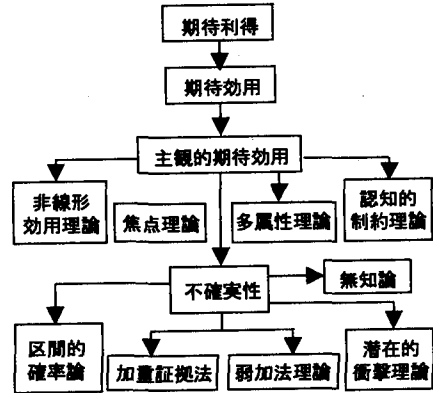 期待利得
期待効用
主観的期待効用
非線形
効用理論
焦点理論
多属性理論
認知的
制約理論
不確実性
無知論
区間的
確率論
加重証拠法
弱加法理論
潜在的
衝撃理論